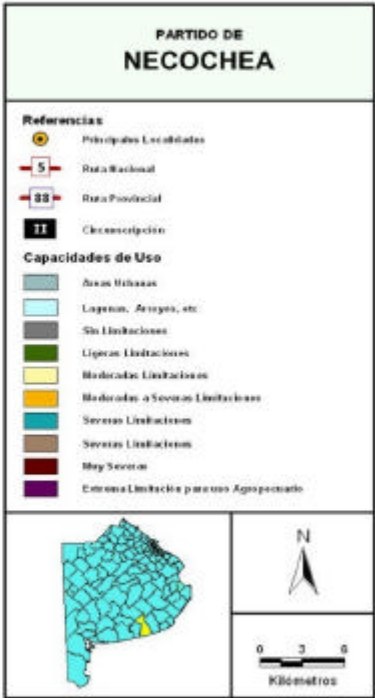 PARTIDO DE
NECOCHEA
Referencias
Principales Localidades
5 Ruta Nacional
88 Ruta Provincial
II Circunscripción
Capacidades de Uso
Areas Urbanas
Lagunas, Arroyos, etc
Sin Limitaciones
Ligeras Limitaciones
Moderadas Limitaciones
Moderadas a Severas Limitaciones
Severas Limitaciones
Severas Limitaciones
Muy Severas
Extrema Limitación para uso Agropecuario
N
0 3 6
Kilómetros